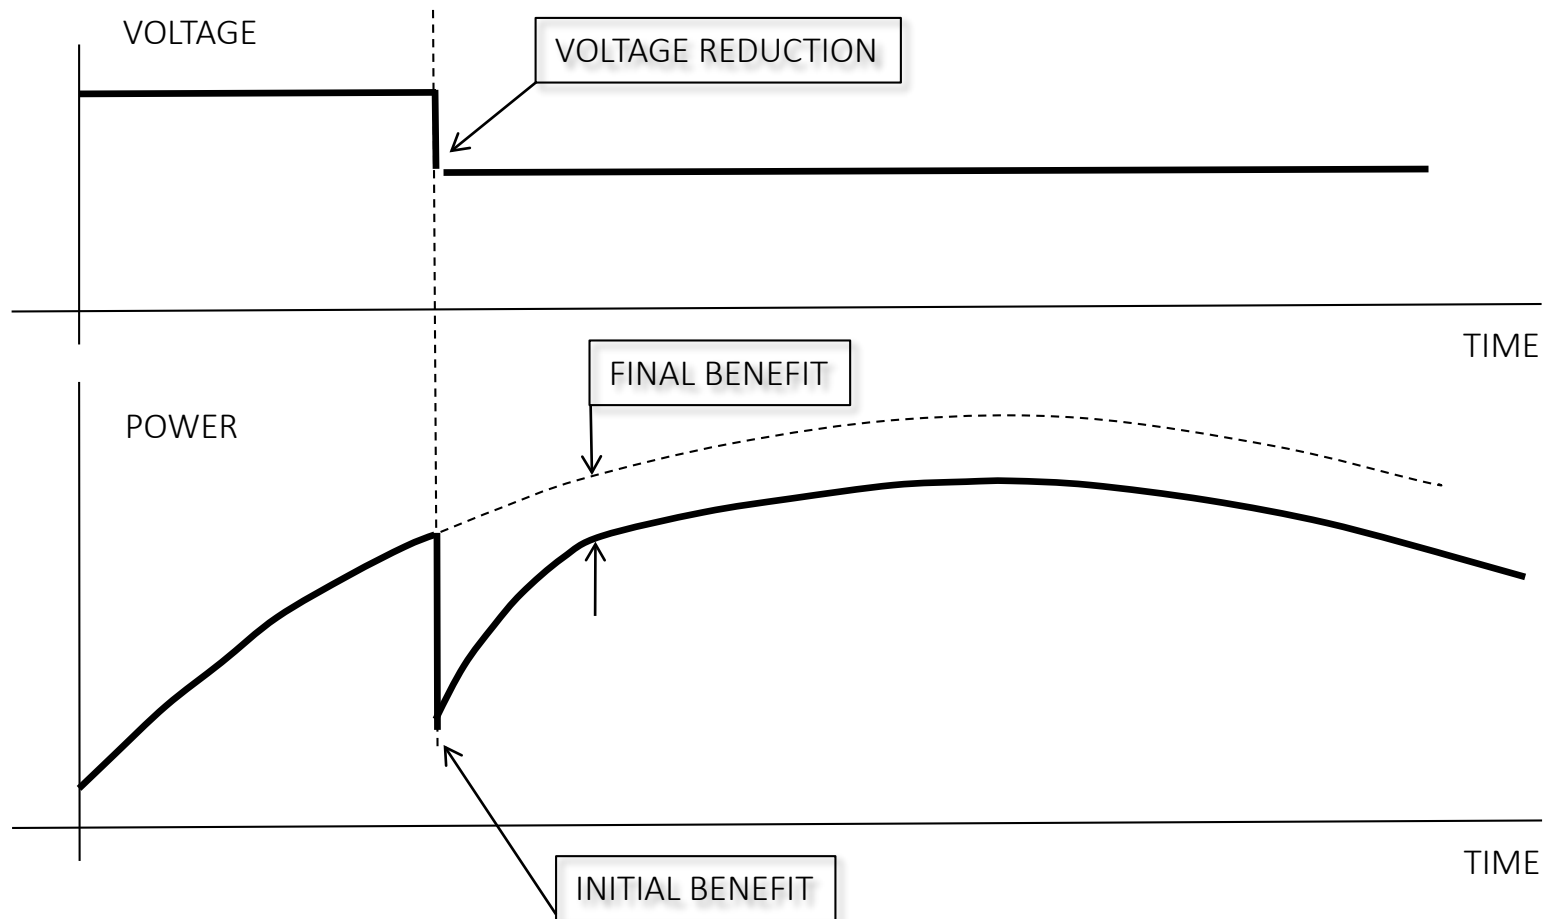 VOLTAGE
VOLTAGE REDUCTION
TIME
FINAL BENEFIT
POWER
TIME
INITIAL BENEFIT